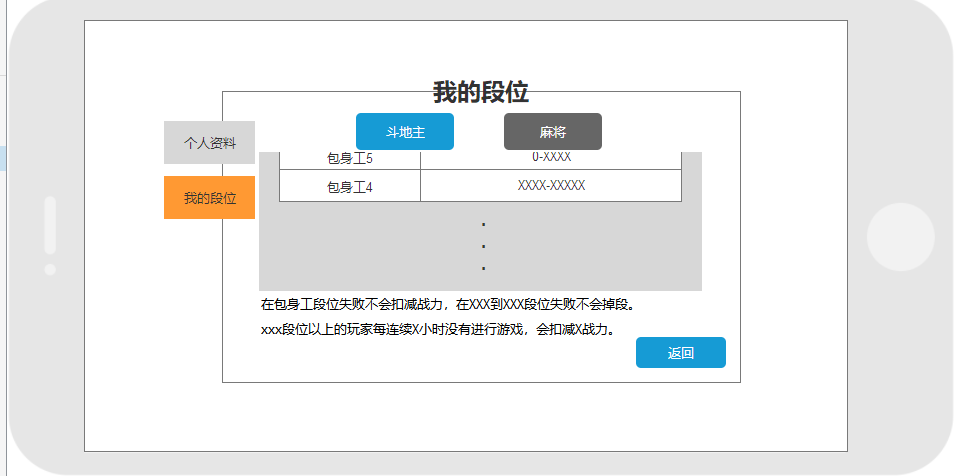 我的段位
斗地主 麻将
个人资料
包身工5 0-XXXX
我的段位
包身工4 XXXX-XXXXX
在包身工段位失败不会扣减战力，在XXX到XXX段位失败不会掉段。
xxx段位以上的玩家每连续X小时没有进行游戏，会扣减X战力。
返回